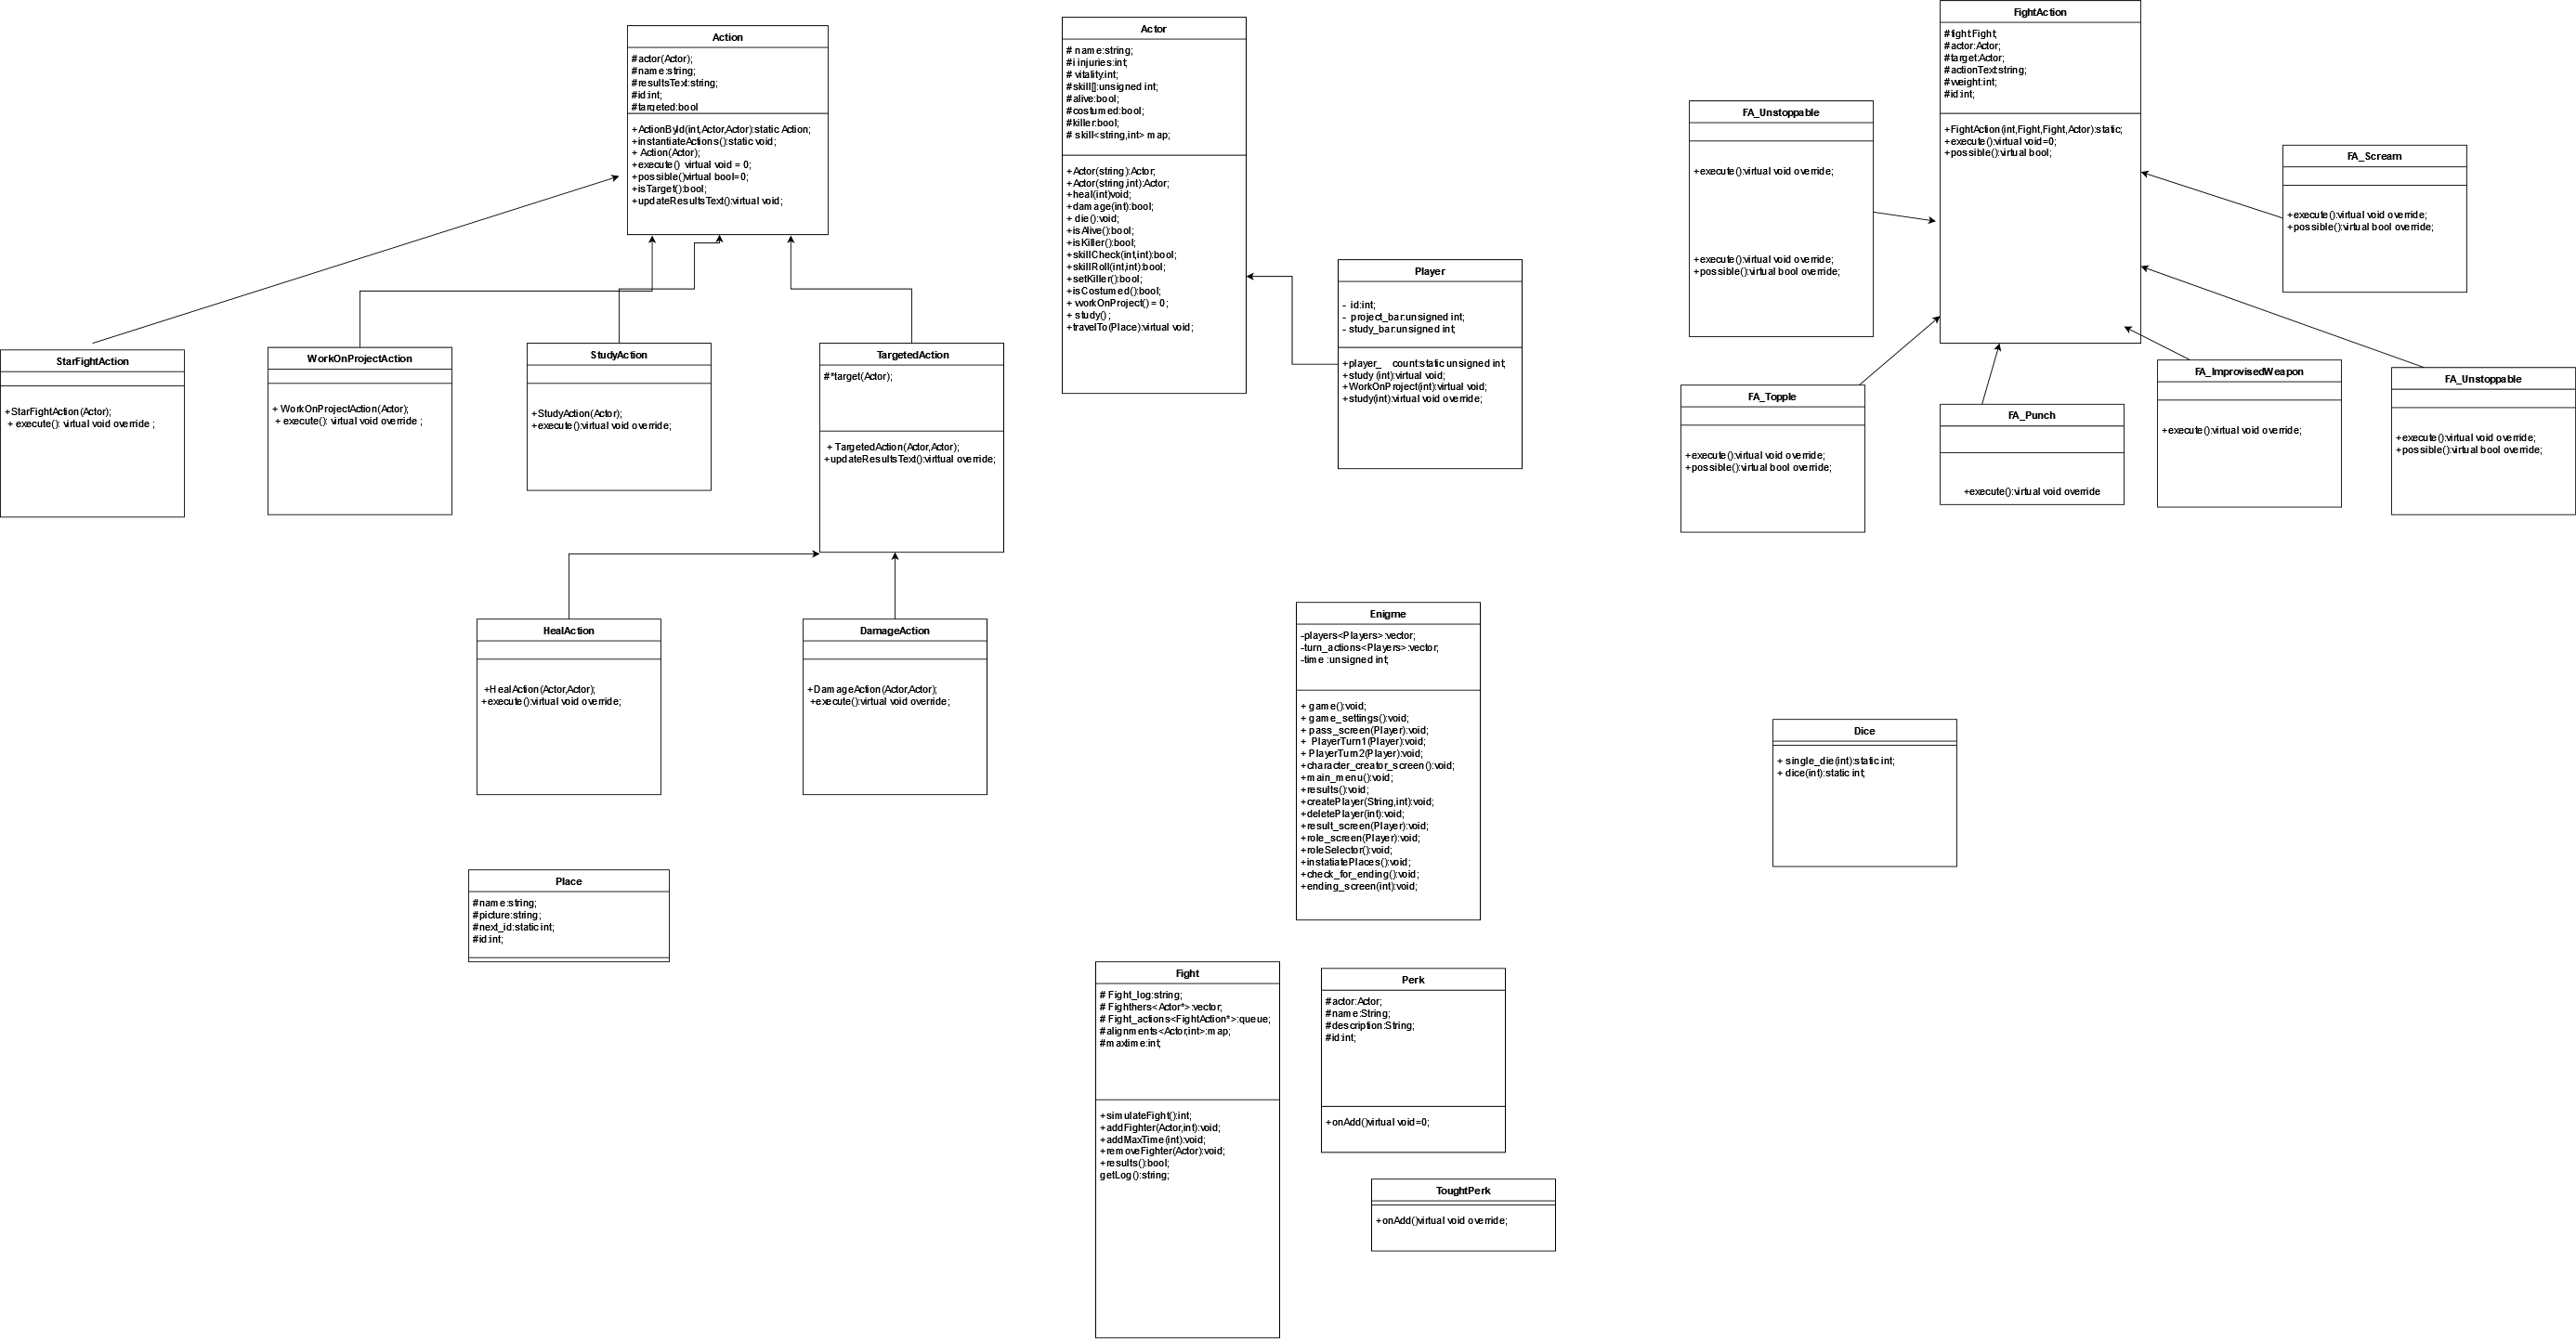 Action
#actor(Actor);
#name:string;
#resultsText:string;
#id:int;
#targeted:bool
+ActionById(int,Actor,Actor):static Action;
+instantiateActions():static void;
+ Action(Actor);
+execute() virtual void = 0;
+possible()virtual bool=0;
+isTarget():bool;
+updateResultsText():virtual void;
Actor
# name:string;
#i injuries:int;
# vitality:int;
#skill[]:unsigned int;
#alive:bool;
#costumed:bool;
#killer:bool;
# skill<string,int> map;
+Actor(string):Actor;
+Actor(string,int):Actor;
+heal(int)void;
+damage(int):bool;
+ die():void;
+isAlive():bool;
+isKiller():bool;
+skillCheck(int,int):bool;
+skillRoll(int,int):bool;
+setKiller():bool;
+isCostumed():bool;
+ workOnProject() = 0;
+ study();
+travelTo(Place):virtual void;
Player
- id:int;
- project_bar:unsigned int;
- study_bar:unsigned int;
+player_ count:static unsigned int;
+study (int):virtual void;
+WorkOnProject(int):virtual void;
+study(int):virtual void override;
FightAction
#fight:Fight;
#actor:Actor;
#target:Actor;
#actionText:string;
#weight:int;
#id:int;
+FightAction(int,Fight,Fight,Actor):static;
+execute():virtual void=0;
+possible():virtual bool;
FA_Unstoppable
+execute():virtual void override;
+execute():virtual void override;
+possible():virtual bool override;
FA_Scream
+execute():virtual void override;
+possible():virtual bool override;
StarFightAction
+StarFightAction(Actor);
+ execute(): virtual void override ;
WorkOnProjectAction
+ WorkOnProjectAction(Actor);
+ execute(): virtual void override ;
StudyAction
+StudyAction(Actor);
+execute():virtual void override;
TargetedAction
#*target(Actor);
+ TargetedAction(Actor,Actor);
+updateResultsText():virttual override;
FA_Topple
+execute():virtual void override;
+possible():virtual bool override;
FA_Punch
+execute():virtual void override
FA_ImprovisedWeapon
+execute():virtual void override;
FA_Unstoppable
+execute():virtual void override;
+possible():virtual bool override;
HealAction
+HealAction(Actor,Actor);
+execute():virtual void override;
DamageAction
+DamageAction(Actor,Actor);
+execute():virtual void override;
Enigme
-players<Players>:vector;
-turn_actions<Players>:vector;
-time :unsigned int;
+ game():void;
+ game_settings():void;
+ pass_screen(Player):void;
+ PlayerTurn1(Player):void;
+ PlayerTurn2(Player):void;
+character_creator_screen():void;
+main_menu():void;
+results():void;
+createPlayer(String,int):void;
+deletePlayer(int):void;
+result_screen(Player):void;
+role_screen(Player):void;
+roleSelector():void;
+instatiatePlaces():void;
+check_for_ending():void;
+ending_screen(int):void;
Dice
+ single_die(int):static int;
+ dice(int):static int;
Place
#name:string;
#picture:string;
#next_id:static int;
#id:int;
Fight
# Fight_log:string;
# Fighthers<Actor*>:vector;
# Fight_actions<FightAction*>:queue;
#alignments<Actor,int>:map;
#maxtime:int;
+simulateFight():int;
+addFighter(Actor,int):void;
+addMaxTime(int):void;
+removeFighter(Actor):void;
+results():bool;
getLog():string;
Perk
#actor:Actor;
#name:String;
#description:String;
#id:int;
+onAdd()virtual void=0;
ToughtPerk
+onAdd()virtual void override;